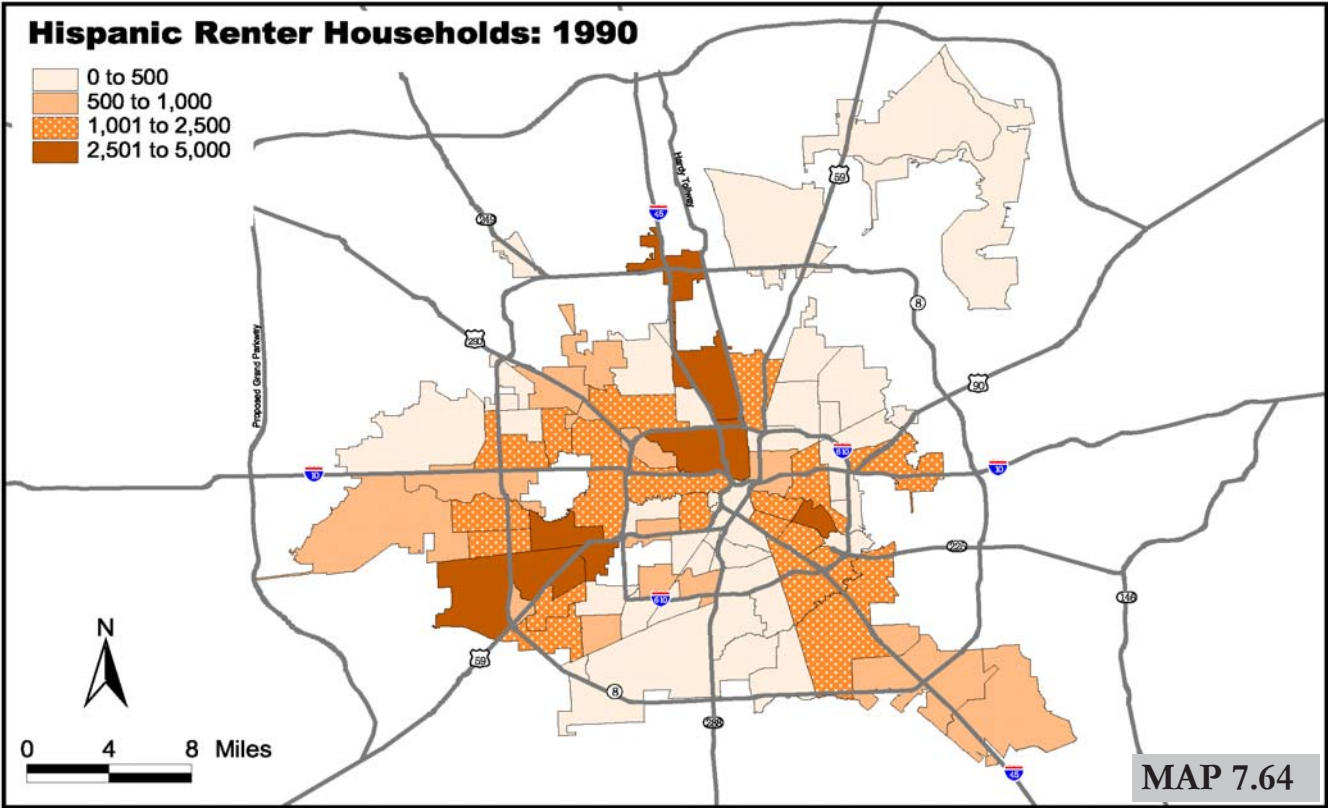 Hispanic Renter Households: 1990
0 to 500
500 to 1,000
1,001 to 2,500
2,501 to 5,000
Hardy Tollway
59
45
249
8
290
90
Proposed Grand Parkway
610
10
10
225
146
610
N
59
8
288
0 4 8 Miles
45
MAP 7.64